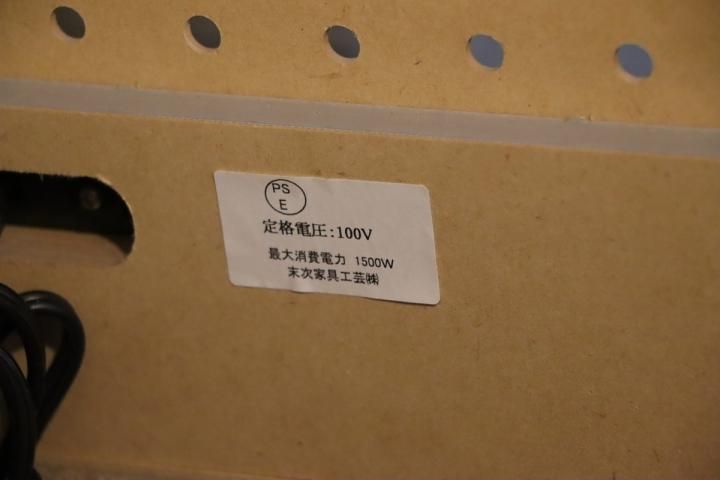 PS
E
定格電圧:100V
最大消費電力 1500W
末次家具工芸㈱